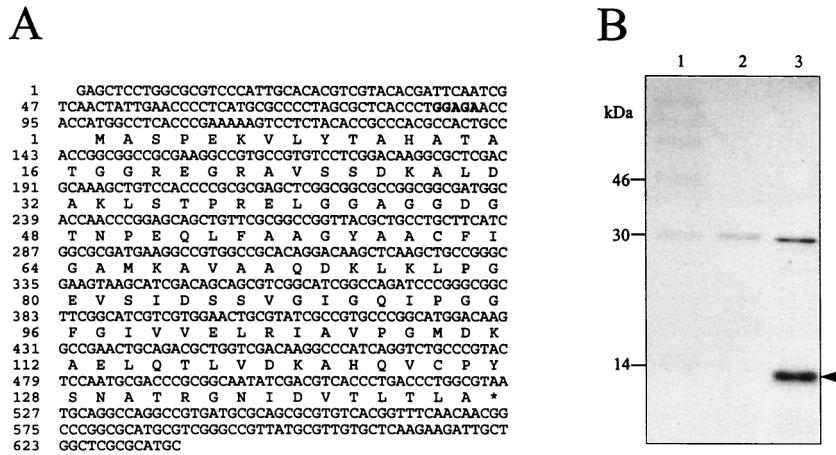 A
1 GAGCTCCTGGCGCGTCCCATTGCACACGTCGTACACGATTCAATCG
47 TCAACTATTGAACCCCTCATGCGCCCCTAGCGCTCACCCTGGAGAACC
95 ACCATGGCCTCACCCGAAAAAGTCCTCTACACCGCCCACGCCACTGCC
1 M A S P E K V L Y T A H A T A
143 ACCGGCGGCCGCGAAGGCCGTGCCGTGTCCTCGGACAAGGCGCTCGAC
16 T G G R E G R A V S S D K A L D
191 GCAAAGCTGTCCACCCCGCGCGAGCTCGGCGGCGCCGGCGGCGATGGC
32 A K L S T P R E L G G A G G D G
239 ACCAACCCGGAGCAGCTGTTCGCGGCCGGTTACGCTGCCTGCTTCATC
48 T N P E Q L F A A G Y A A C F I
287 GGCGCGATGAAGGCCGTGGCCGCACAGGACAAGCTCAAGCTGCCGGGC
64 G A M K A V A A Q D K L K L P G
335 GAAGTAAGCATCGACAGCAGCGTCGGCATCGGCCAGATCCCGGGCGGC
80 E V S I D S S V G I G Q I P G G
383 TTCGGCATCGTCGTGGAACTGCGTATCGCCGTGCCCGGCATGGACAAG
96 F G I V V E L R I A V P G M D K
431 GCCGAACTGCAGACGCTGGTCGACAAGGCCCATCAGGTCTGCCCGTAC
112 A E L Q T L V D K A H Q V C P Y
479 TCCAATGCGACCCGCGGCAATATCGACGTCACCCTGACCCTGGCGTAA
128 S N A T R G N I D V T L T L A *
527 TGCAGGCCAGGCCGTGATGCGCAGCGCGTGTCACGGTTTCAACAACGG
575 CCCGGCGCATGCGTCGGGCCGTTATGCGTTGTGCTCAAGAAGATTGCT
623 GGCTCGCGCATGC
B
1 2 3
kDa
46
30
14